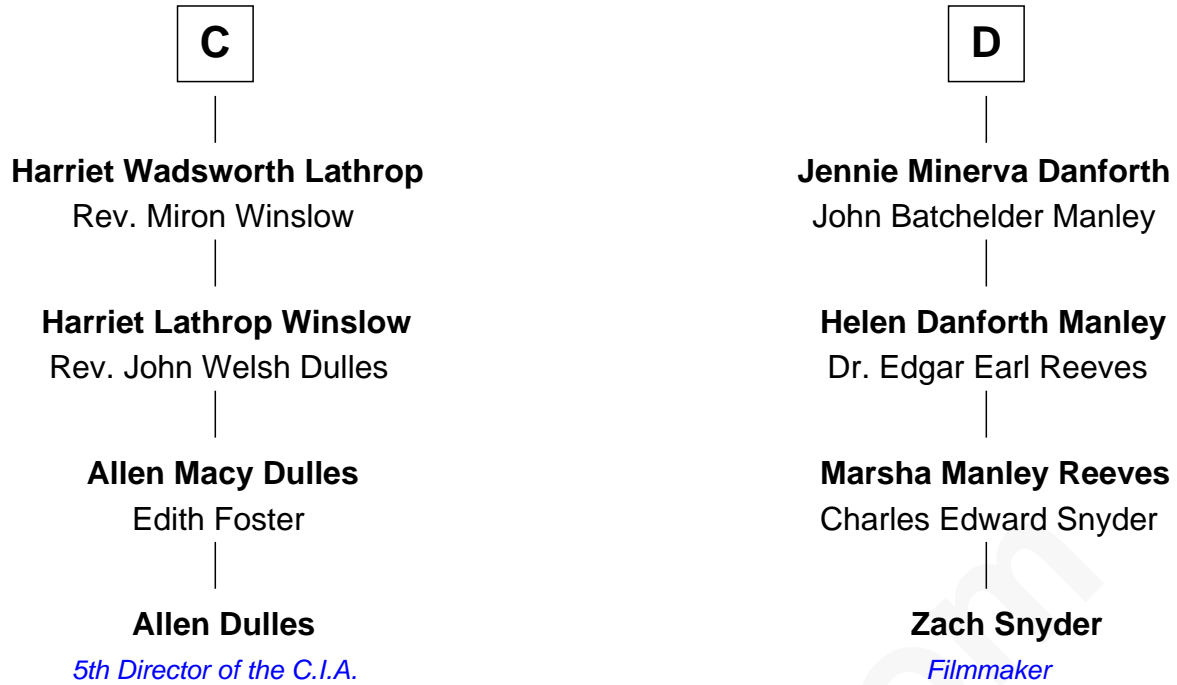 C
Harriet Wadsworth Lathrop
Rev. Miron Winslow
Harriet Lathrop Winslow
Rev. John Welsh Dulles
Allen Macy Dulles
Edith Foster
Allen Dulles
5th Director of the C.I.A.
D
Jennie Minerva Danforth
John Batchelder Manley
Helen Danforth Manley
Dr. Edgar Earl Reeves
Marsha Manley Reeves
Charles Edward Snyder
Zach Snyder
Filmmaker
om